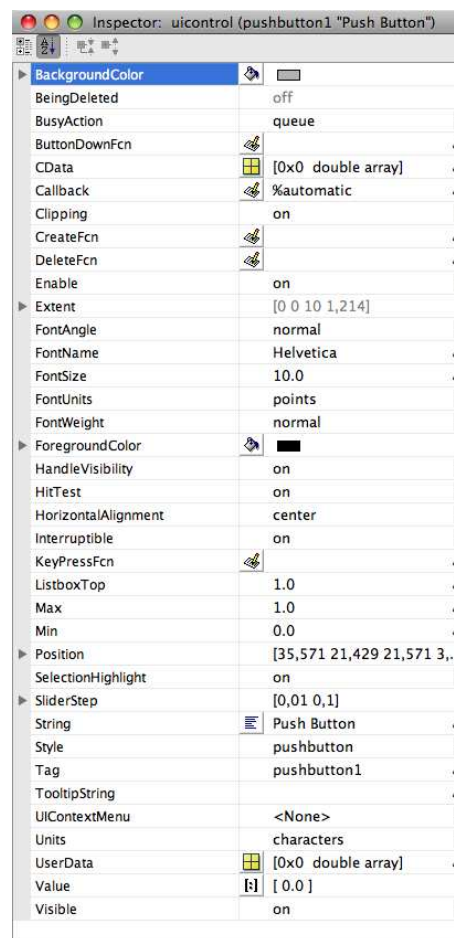 Inspector: uicontrol (pushbutton1 "Push Button")
BackgroundColor
BeingDeleted off
BusyAction queue
ButtonDownFcn
CData [0x0 double array]
Callback %automatic
Clipping on
CreateFcn
DeleteFcn
Enable on
Extent [0 0 10 1,214]
FontAngle normal
FontName Helvetica
FontSize 10.0
FontUnits points
FontWeight normal
ForegroundColor
HandleVisibility on
HitTest on
HorizontalAlignment center
Interruptible on
KeyPressFcn
ListboxTop 1.0
Max 1.0
Min 0.0
Position [35,571 21,429 21,571 3,..
SelectionHighlight on
SliderStep [0,01 0,1]
String Push Button
Style pushbutton
Tag pushbutton1
TooltipString
UIContextMenu <None>
Units characters
UserData [0x0 double array]
Value [ 0.0 ]
Visible on